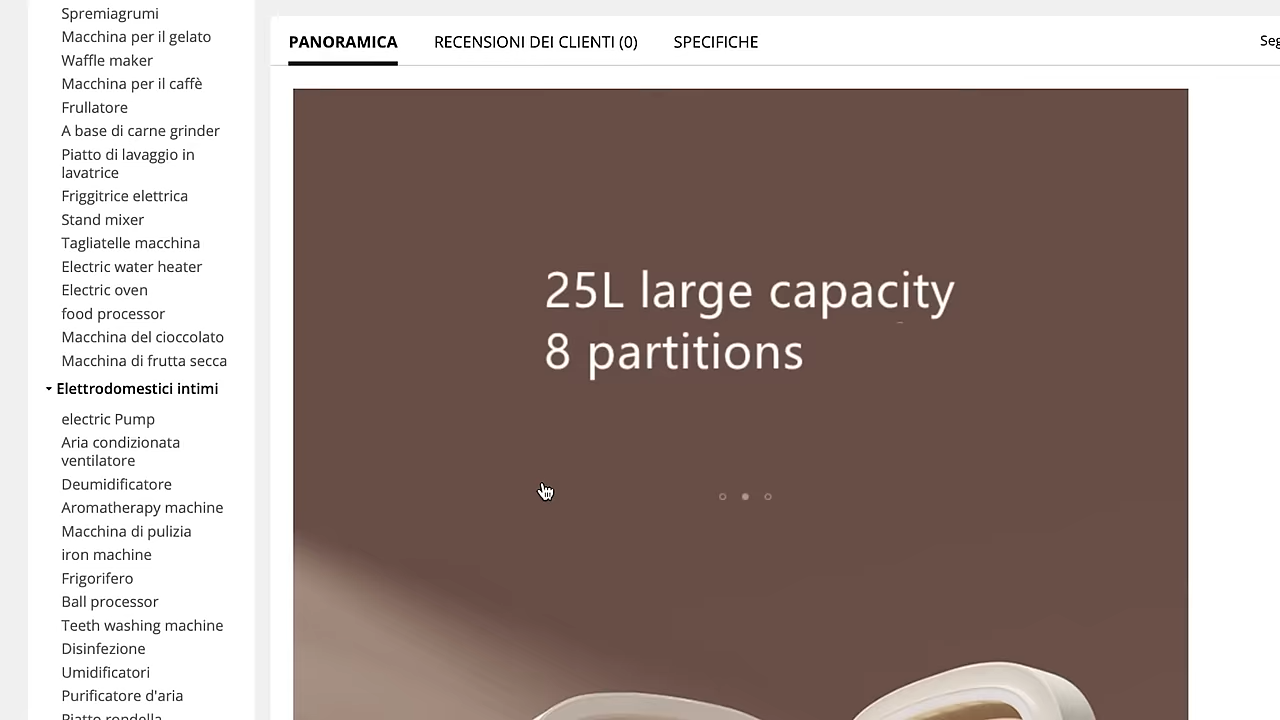 Spremiagrumi
Macchina per il gelato
Waffle maker
Macchina per il caffè
Frullatore
A base di carne grinder
Piatto di lavaggio in
lavatrice
Friggitrice elettrica
Stand mixer
Tagliatelle macchina
Electric water heater
Electric oven
food processor
Macchina del cioccolato
Macchina di frutta secca
Elettrodomestici intimi
electric Pump
Aria condizionata
ventilatore
Deumidificatore
Aromatherapy machine
Macchina di pulizia
iron machine
Frigorifero
Ball processor
Teeth washing machine
Disinfezione
Umidificatori
Purificatore d'aria
Piatto rondella
PANORAMICA
RECENSIONI DEI CLIENTI (0)
SPECIFICHE
Seg
25L large capacity
8 partitions